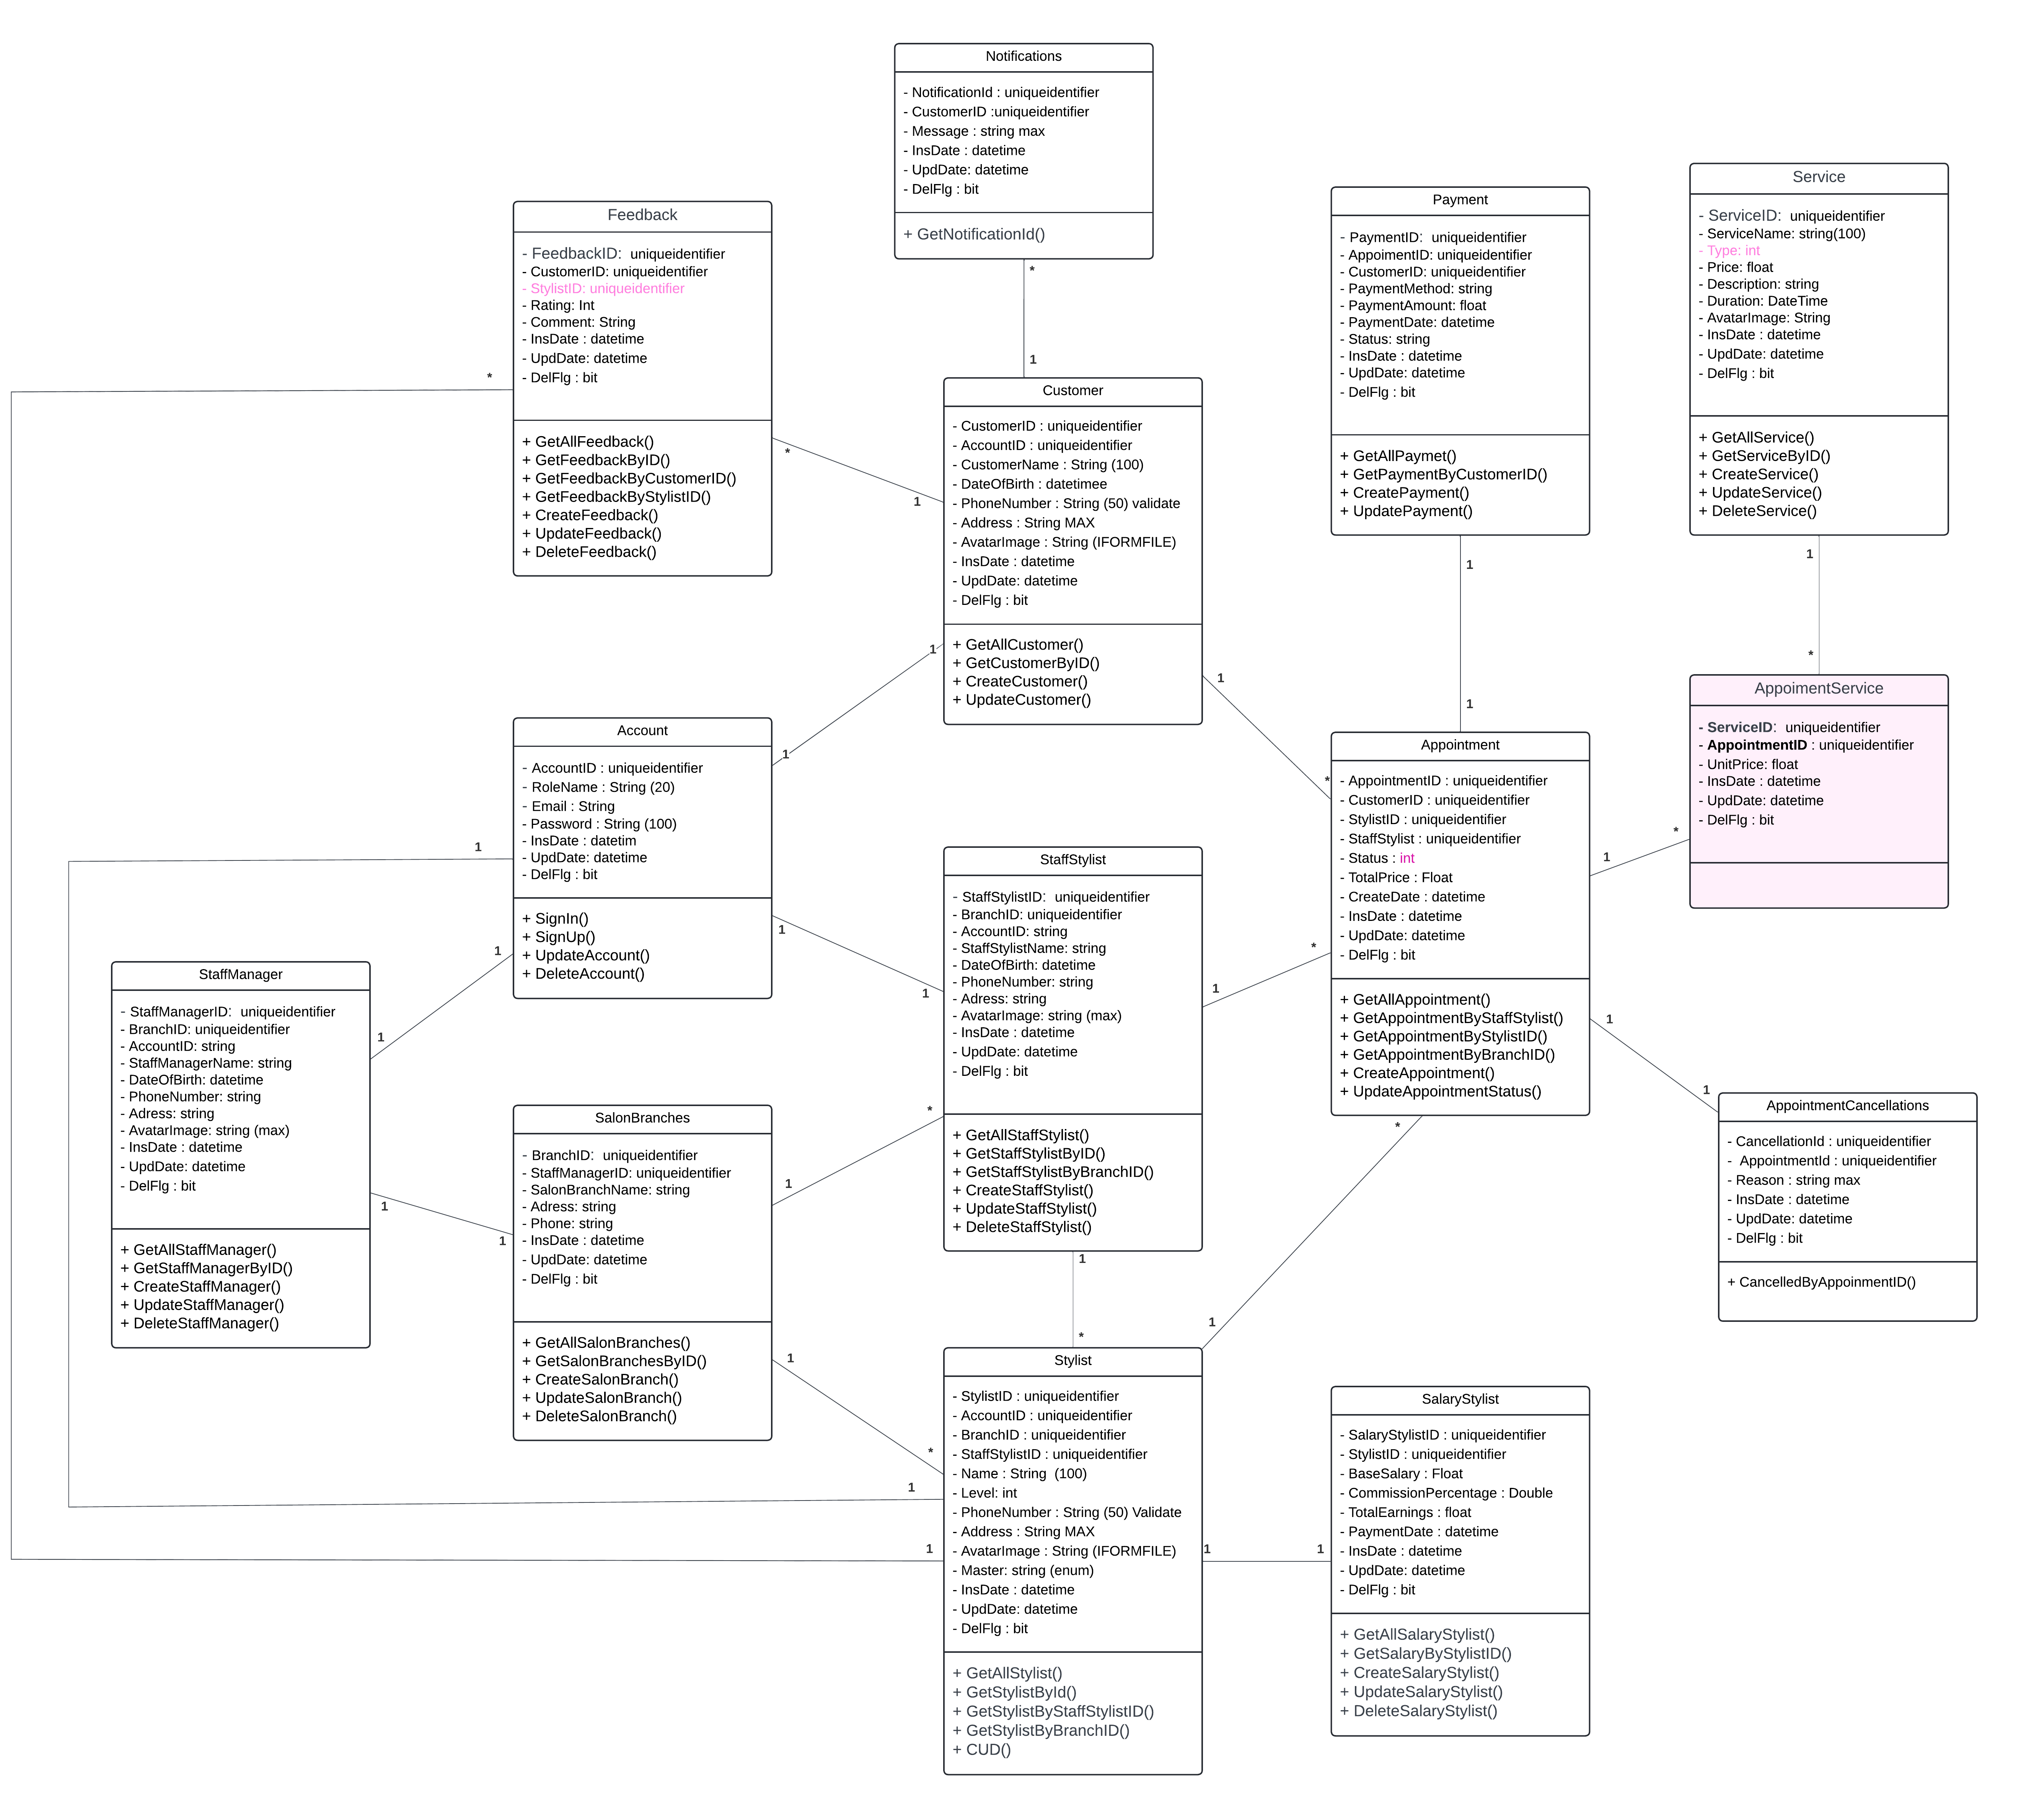 Notifications
- NotificationId : uniqueidentifier
- CustomerID :uniqueidentifier
- Message : string max
- InsDate : datetime
- UpdDate: datetime
- DelFlg : bit
+ GetNotificationId()
*
1
Feedback
- FeedbackID: uniqueidentifier
- CustomerID: uniqueidentifier
- StylistID: uniqueidentifier
- Rating: Int
- Comment: String
- InsDate : datetime
- UpdDate: datetime
- DelFlg : bit
+ GetAllFeedback()
+ GetFeedbackByID()
+ GetFeedbackByCustomerID()
+ GetFeedbackByStylistID()
+ CreateFeedback()
+ UpdateFeedback()
+ DeleteFeedback()
*
*
1
Customer
- CustomerID : uniqueidentifier
- AccountID : uniqueidentifier
- CustomerName : String (100)
- DateOfBirth : datetimee
- PhoneNumber : String (50) validate
- Address : String MAX
- AvatarImage : String (IFORMFILE)
- InsDate : datetime
- UpdDate: datetime
- DelFlg : bit
+ GetAllCustomer()
+ GetCustomerByID()
+ CreateCustomer()
+ UpdateCustomer()
1
1
1
*
Payment
- PaymentID: uniqueidentifier
- AppoimentID: uniqueidentifier
- CustomerID: uniqueidentifier
- PaymentMethod: string
- PaymentAmount: float
- PaymentDate: datetime
- Status: string
- InsDate : datetime
- UpdDate: datetime
- DelFlg : bit
+ GetAllPaymet()
+ GetPaymentByCustomerID()
+ CreatePayment()
+ UpdatePayment()
1
1
Service
- ServiceID: uniqueidentifier
- ServiceName: string(100)
- Type: int
- Price: float
- Description: string
- Duration: DateTime
- AvatarImage: String
- InsDate : datetime
- UpdDate: datetime
- DelFlg : bit
+ GetAllService()
+ GetServiceByID()
+ CreateService()
+ UpdateService()
+ DeleteService()
1
*
AppoimentService
- ServiceID: uniqueidentifier
- AppointmentID : uniqueidentifier
- UnitPrice: float
- InsDate : datetime
- UpdDate: datetime
- DelFlg : bit
*
1
Account
- AccountID : uniqueidentifier
- RoleName : String (20)
- Email : String
- Password : String (100)
- InsDate : datetim
- UpdDate: datetime
- DelFlg : bit
+ SignIn()
+ SignUp()
+ UpdateAccount()
+ DeleteAccount()
1
1
1
1
1
Appointment
- AppointmentID : uniqueidentifier
- CustomerID : uniqueidentifier
- StylistID : uniqueidentifier
- StaffStylist : uniqueidentifier
- Status : int
- TotalPrice : Float
- CreateDate : datetime
- InsDate : datetime
- UpdDate: datetime
- DelFlg : bit
+ GetAllAppointment()
+ GetAppointmentByStaffStylist()
+ GetAppointmentByStylistID()
+ GetAppointmentByBranchID()
+ CreateAppointment()
+ UpdateAppointmentStatus()
*
1
1
1
*
1
StaffStylist
- StaffStylistID: uniqueidentifier
- BranchID: uniqueidentifier
- AccountID: string
- StaffStylistName: string
- DateOfBirth: datetime
- PhoneNumber: string
- Adress: string
- AvatarImage: string (max)
- InsDate : datetime
- UpdDate: datetime
- DelFlg : bit
+ GetAllStaffStylist()
+ GetStaffStylistByID()
+ GetStaffStylistByBranchID()
+ CreateStaffStylist()
+ UpdateStaffStylist()
+ DeleteStaffStylist()
*
1
1
*
StaffManager
- StaffManagerID: uniqueidentifier
- BranchID: uniqueidentifier
- AccountID: string
- StaffManagerName: string
- DateOfBirth: datetime
- PhoneNumber: string
- Adress: string
- AvatarImage: string (max)
- InsDate : datetime
- UpdDate: datetime
- DelFlg : bit
+ GetAllStaffManager()
+ GetStaffManagerByID()
+ CreateStaffManager()
+ UpdateStaffManager()
+ DeleteStaffManager()
1
1
SalonBranches
- BranchID: uniqueidentifier
- StaffManagerID: uniqueidentifier
- SalonBranchName: string
- Adress: string
- Phone: string
- InsDate : datetime
- UpdDate: datetime
- DelFlg : bit
+ GetAllSalonBranches()
+ GetSalonBranchesByID()
+ CreateSalonBranch()
+ UpdateSalonBranch()
+ DeleteSalonBranch()
1
*
1
1
AppointmentCancellations
- CancellationId : uniqueidentifier
- AppointmentId : uniqueidentifier
- Reason : string max
- InsDate : datetime
- UpdDate: datetime
- DelFlg : bit
+ CancelledByAppoinmentID()
Stylist
- StylistID : uniqueidentifier
- AccountID : uniqueidentifier
- BranchID : uniqueidentifier
- StaffStylistID : uniqueidentifier
- Name : String (100)
- Level: int
- PhoneNumber : String (50) Validate
- Address : String MAX
- AvatarImage : String (IFORMFILE)
- Master: string (enum)
- InsDate : datetime
- UpdDate: datetime
- DelFlg : bit
+ GetAllStylist()
+ GetStylistById()
+ GetStylistByStaffStylistID()
+ GetStylistByBranchID()
+ CUD()
1
1
SalaryStylist
- SalaryStylistID : uniqueidentifier
- StylistID : uniqueidentifier
- BaseSalary : Float
- CommissionPercentage : Double
- TotalEarnings : float
- PaymentDate : datetime
- InsDate : datetime
- UpdDate: datetime
- DelFlg : bit
+ GetAllSalaryStylist()
+ GetSalaryByStylistID()
+ CreateSalaryStylist()
+ UpdateSalaryStylist()
+ DeleteSalaryStylist()